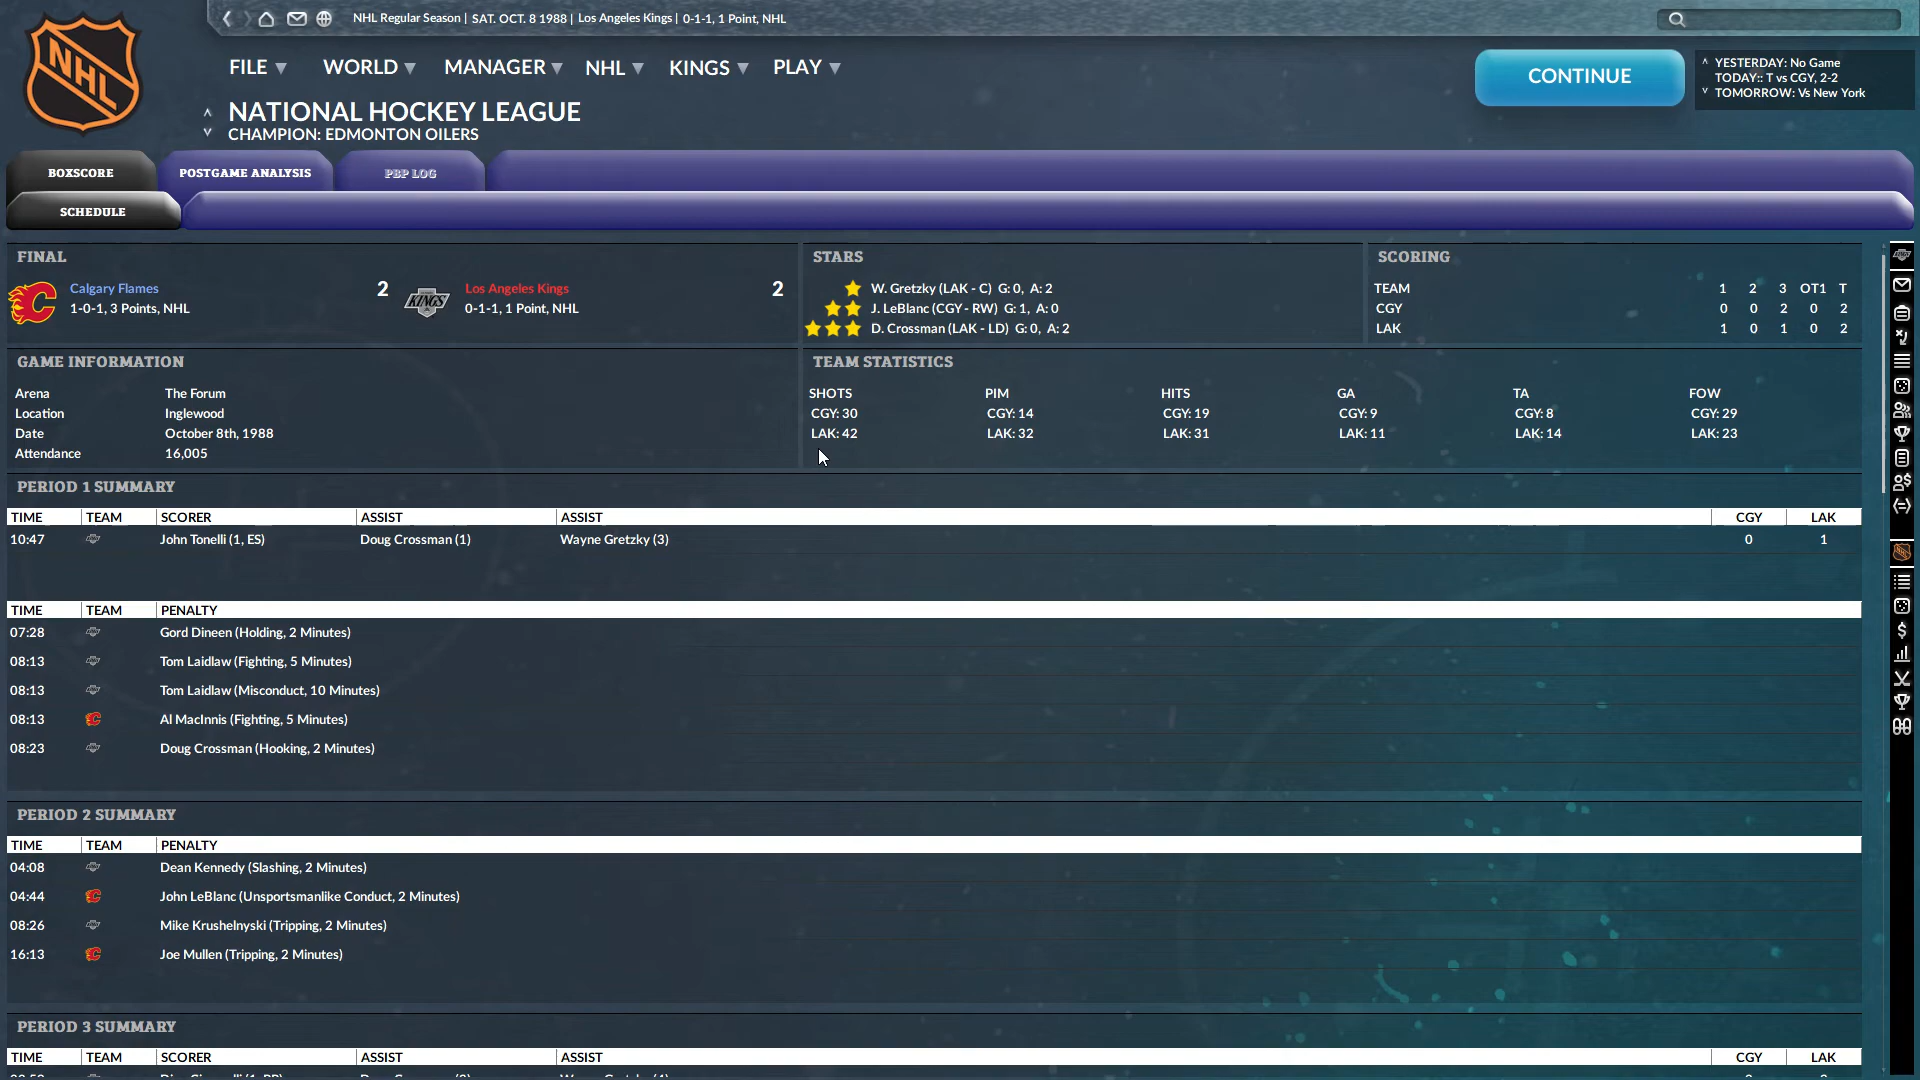 NHL Regular Season | SAT. OCT. 8 1988 | Los Angeles Kings | 0-1-1, 1 Point, NHL
NHL
FILE WORLD MANAGER NHL KINGS PLAY
CONTINUE
YESTERDAY: No Game
TODAY:: T vs CGY, 2-2
TOMORROW: Vs New York
NATIONAL HOCKEY LEAGUE
CHAMPION: EDMONTON OILERS
BOXSCORE POSTGAME ANALYSIS PBP LOG
SCHEDULE
FINAL
Calgary Flames 2 Los Angeles Kings 2
1-0-1, 3 Points, NHL 0-1-1, 1 Point, NHL
STARS
W. Gretzky (LAK - C) G: 0, A: 2
J. LeBlanc (CGY - RW) G: 1, A: 0
D. Crossman (LAK - LD) G: 0, A: 2
SCORING
TEAM 1 2 3 OT1 T
CGY 0 0 2 0 2
LAK 1 0 1 0 2
GAME INFORMATION
Arena The Forum
Location Inglewood
Date October 8th, 1988
Attendance 16,005
TEAM STATISTICS
SHOTS PIM HITS GA TA FOW
CGY: 30 CGY: 14 CGY: 19 CGY: 9 CGY: 8 CGY: 29
LAK: 42 LAK: 32 LAK: 31 LAK: 11 LAK: 14 LAK: 23
PERIOD 1 SUMMARY
TIME TEAM SCORER ASSIST ASSIST CGY LAK
10:47 John Tonelli (1, ES) Doug Crossman (1) Wayne Gretzky (3) 0 1
TIME TEAM PENALTY
07:28 Gord Dineen (Holding, 2 Minutes)
08:13 Tom Laidlaw (Fighting, 5 Minutes)
08:13 Tom Laidlaw (Misconduct, 10 Minutes)
08:13 Al MacInnis (Fighting, 5 Minutes)
08:23 Doug Crossman (Hooking, 2 Minutes)
PERIOD 2 SUMMARY
TIME TEAM PENALTY
04:08 Dean Kennedy (Slashing, 2 Minutes)
04:44 John LeBlanc (Unsportsmanlike Conduct, 2 Minutes)
08:26 Mike Krushelnyski (Tripping, 2 Minutes)
16:13 Joe Mullen (Tripping, 2 Minutes)
PERIOD 3 SUMMARY
TIME TEAM SCORER ASSIST ASSIST CGY LAK